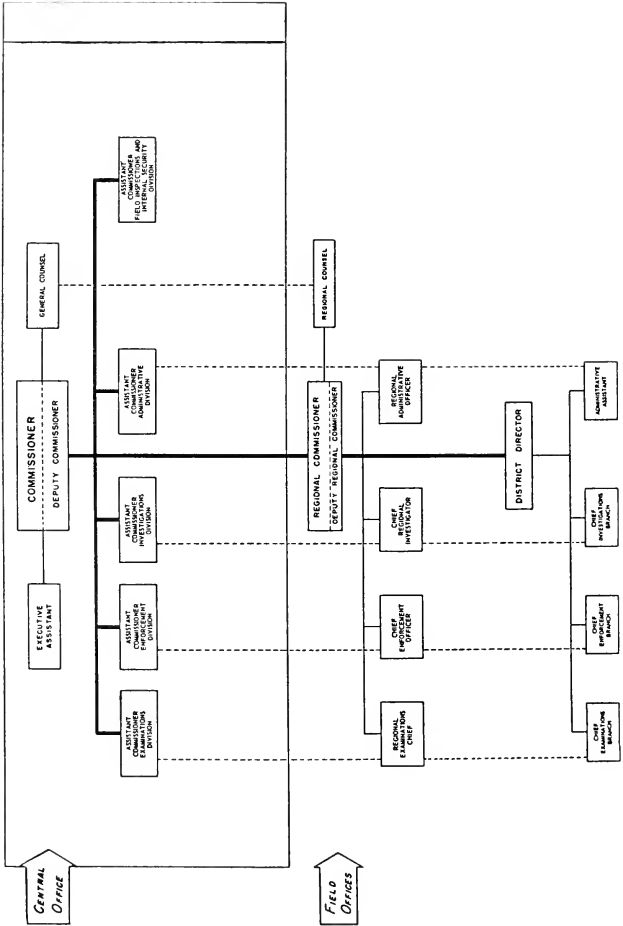 CENTRAL
OFFICE
COMMISSIONER
DEPUTY COMMISSIONER
EXECUTIVE
ASSISTANT
GENERAL COUNSEL
ASSISTANT
COMMISSIONER
EXAMINATIONS
DIVISION
ASSISTANT
COMMISSIONER
ENFORCEMENT
DIVISION
ASSISTANT
COMMISSIONER
INVESTIGATIONS
DIVISION
ASSISTANT
COMMISSIONER
ADMINISTRATIVE
DIVISION
ASSISTANT
COMMISSIONER
FIELD INSPECTIONS AND
INTERNAL SECURITY
DIVISION
FIELD
OFFICES
REGIONAL COMMISSIONER
DEPUTY REGIONAL COMMISSIONER
REGIONAL COUNSEL
REGIONAL
EXAMINATIONS
CHIEF
CHIEF
ENFORCEMENT
OFFICER
CHIEF
REGIONAL
INVESTIGATOR
REGIONAL
ADMINISTRATIVE
OFFICER
DISTRICT DIRECTOR
CHIEF
EXAMINATIONS
BRANCH
CHIEF
ENFORCEMENT
BRANCH
CHIEF
INVESTIGATIONS
BRANCH
ADMINISTRATIVE
ASSISTANT